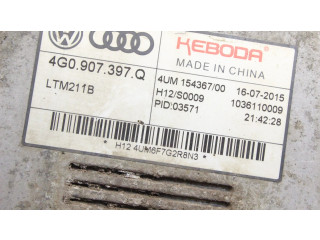 KEBODA
MADE IN CHINA
4G0.907.397.Q
LTM211B
4UM 154367/00 16-07-2015
H12/S0009 1036110009
PID:03571 21:42:28
* H12 4UM6F7G2R8N3 *